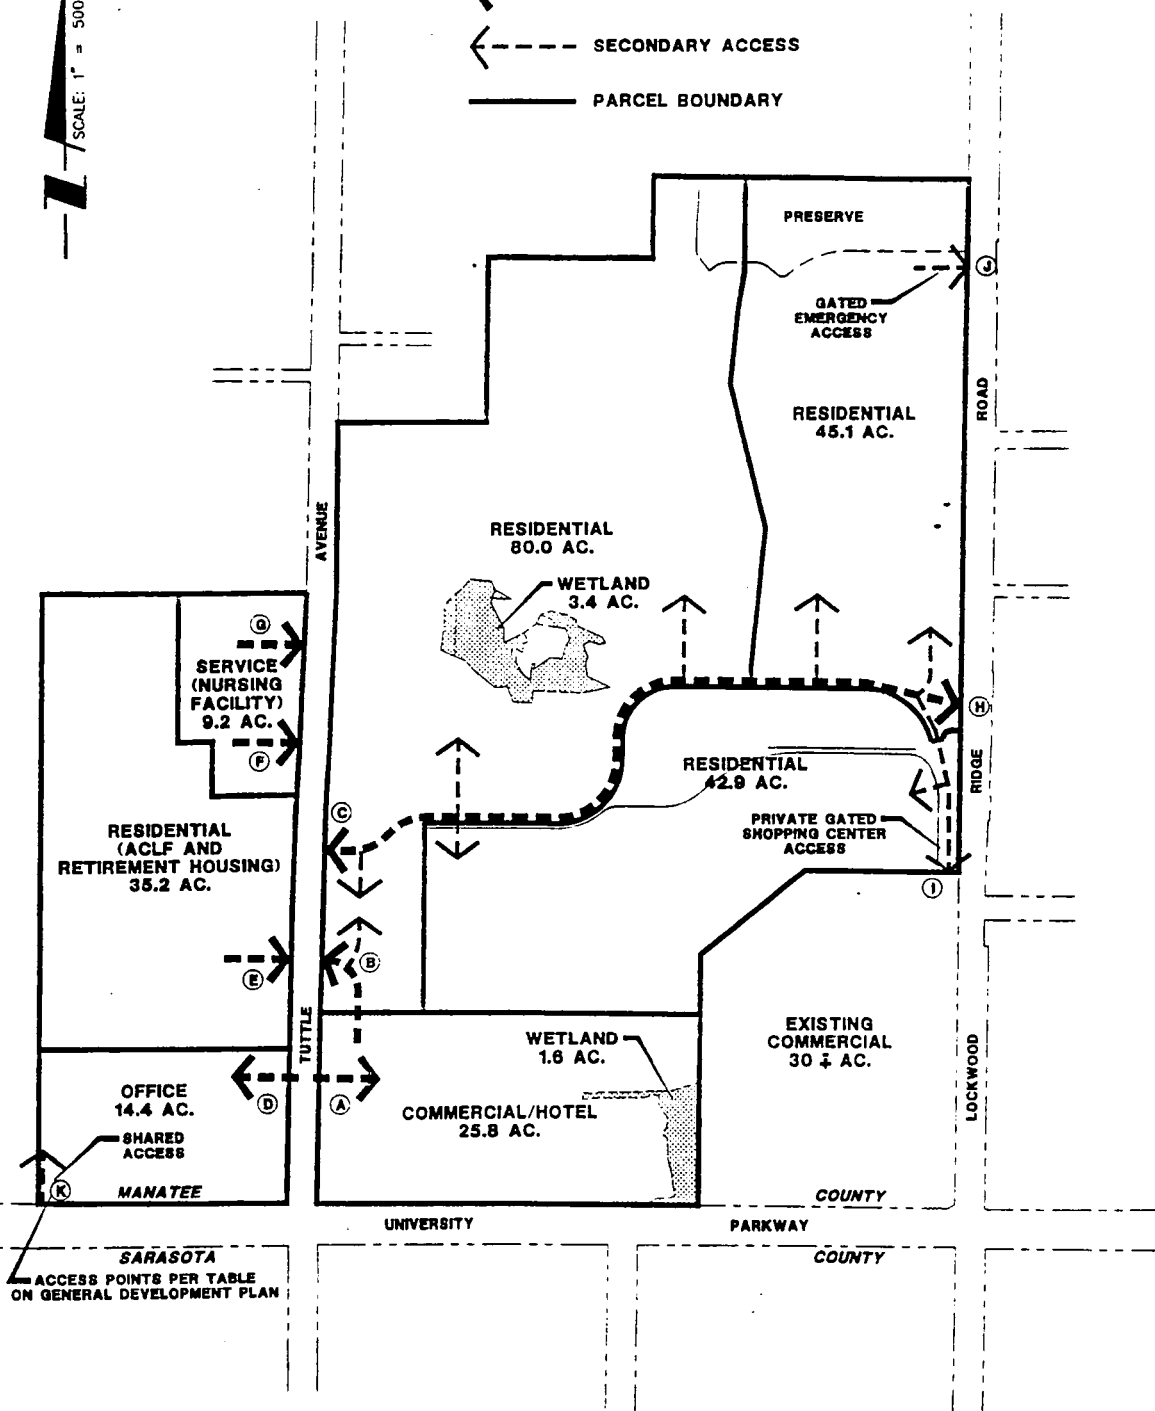 SCALE: 1" = 500
SECONDARY ACCESS
PARCEL BOUNDARY
PRESERVE
J
GATED
EMERGENCY
ACCESS
ROAD
RESIDENTIAL
45.1 AC.
AVENUE
RESIDENTIAL
80.0 AC.
WETLAND
3.4 AC.
G
SERVICE
(NURSING
FACILITY)
9.2 AC.
F
H
RIDGE
RESIDENTIAL
42.9 AC.
C
PRIVATE GATED
SHOPPING CENTER
ACCESS
I
RESIDENTIAL
(ACLF AND
RETIREMENT HOUSING)
35.2 AC.
E
B
TUTTLE
EXISTING
COMMERCIAL
30 ± AC.
LOCKWOOD
WETLAND
1.6 AC.
OFFICE
14.4 AC.
D
A
COMMERCIAL/HOTEL
25.8 AC.
SHARED
ACCESS
K
MANATEE
COUNTY
UNIVERSITY
PARKWAY
SARASOTA
COUNTY
ACCESS POINTS PER TABLE
ON GENERAL DEVELOPMENT PLAN